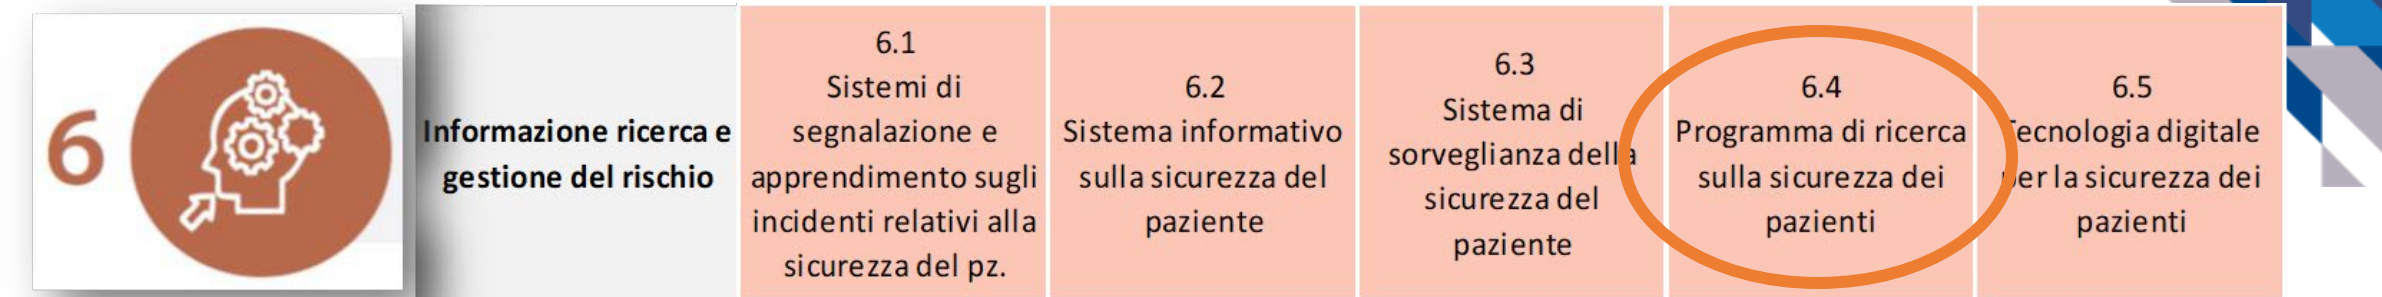 6
Informazione ricerca e
gestione del rischio
6.1
Sistemi di
segnalazione e
apprendimento sugli
incidenti relativi alla
sicurezza del pz.
6.2
Sistema informativo
sulla sicurezza del
paziente
6.3
Sistema di
sorveglianza della
sicurezza del
paziente
6.4
Programma di ricerca
sulla sicurezza dei
pazienti
6.5
Tecnologia digitale
per la sicurezza dei
pazienti